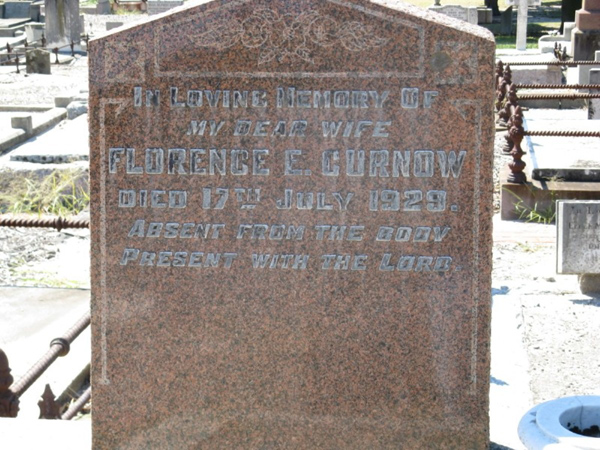 In Loving Memory Of
my dear wife
FLORENCE E. CURNOW
DIED 17TH JULY 1929.
Absent from the body
Present with the Lord.